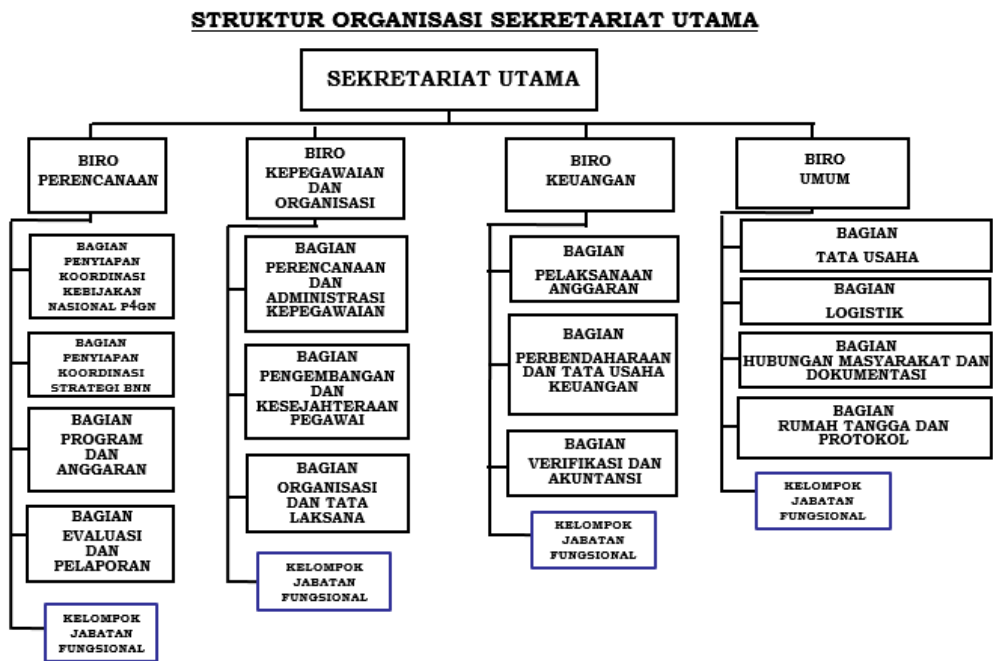 STRUKTUR ORGANISASI SEKRETARIAT UTAMA
SEKRETARIAT UTAMA
BIRO
PERENCANAAN
BAGIAN
PENYIAPAN
KOORDINASI
KEBIJAKAN
NASIONAL P4GN
BAGIAN
PENYIAPAN
KOORDINASI
STRATEGI BNN
BAGIAN
PROGRAM
DAN
ANGGARAN
BAGIAN
EVALUASI
DAN
PELAPORAN
KELOMPOK
JABATAN
FUNGSIONAL
BIRO
KEPEGAWAIAN
DAN
ORGANISASI
BAGIAN
PERENCANAAN
DAN
ADMINISTRASI
KEPEGAWAIAN
BAGIAN
PENGEMBANGAN
DAN
KESEJAHTERAAN
PEGAWAI
BAGIAN
ORGANISASI
DAN TATA
LAKSANA
KELOMPOK
JABATAN
FUNGSIONAL
BIRO
KEUANGAN
BAGIAN
PELAKSANAAN
ANGGARAN
BAGIAN
PERBENDAHARAAN
DAN TATA USAHA
KEUANGAN
BAGIAN
VERIFIKASI DAN
AKUNTANSI
KELOMPOK
JABATAN
FUNGSIONAL
BIRO
UMUM
BAGIAN
TATA USAHA
BAGIAN
LOGISTIK
BAGIAN
HUBUNGAN MASYARAKAT DAN
DOKUMENTASI
BAGIAN
RUMAH TANGGA DAN
PROTOKOL
KELOMPOK
JABATAN
FUNGSIONAL